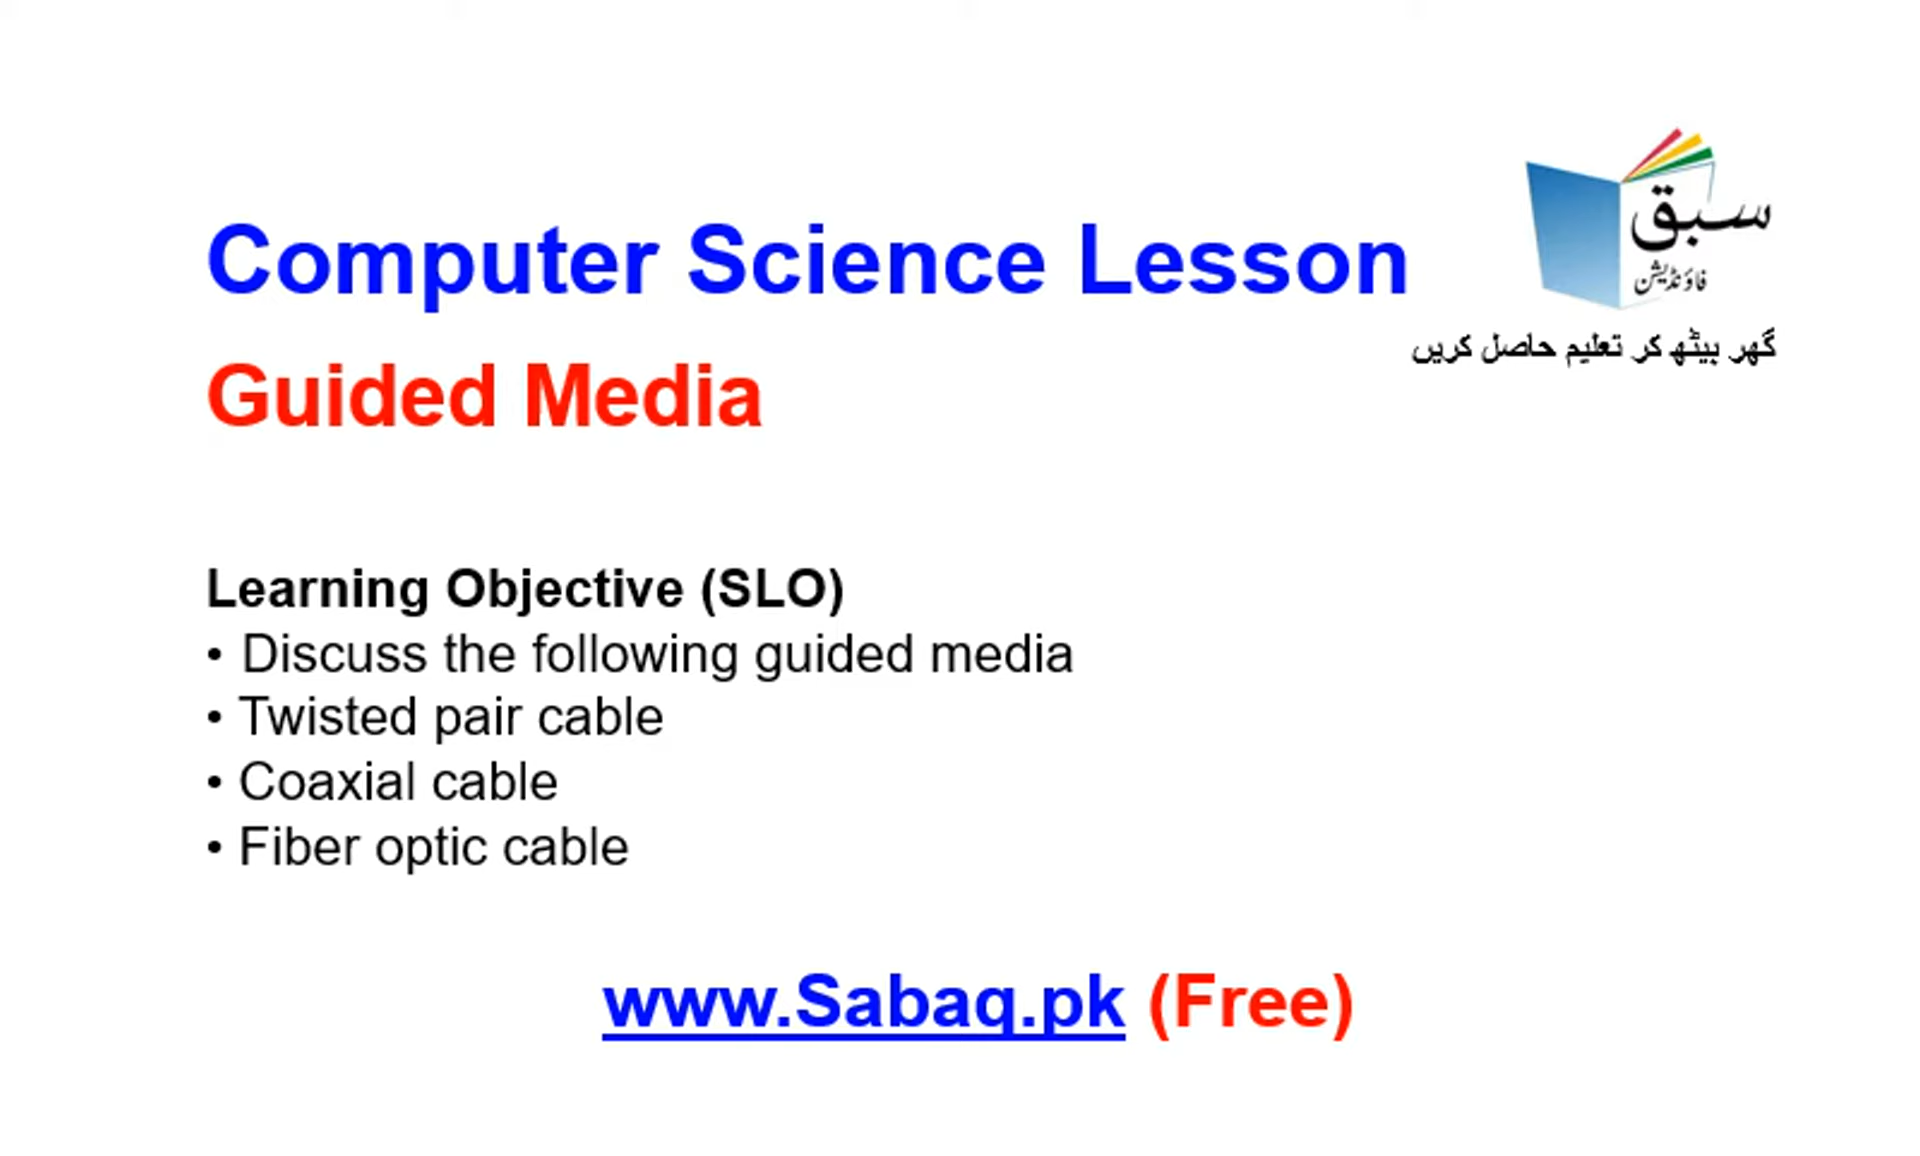 Computer Science Lesson
سبق
فاؤنڈیشن
گھر بیٹھ کر تعلیم حاصل کریں
Guided Media
Learning Objective (SLO)
• Discuss the following guided media
• Twisted pair cable
• Coaxial cable
• Fiber optic cable
www.Sabaq.pk (Free)